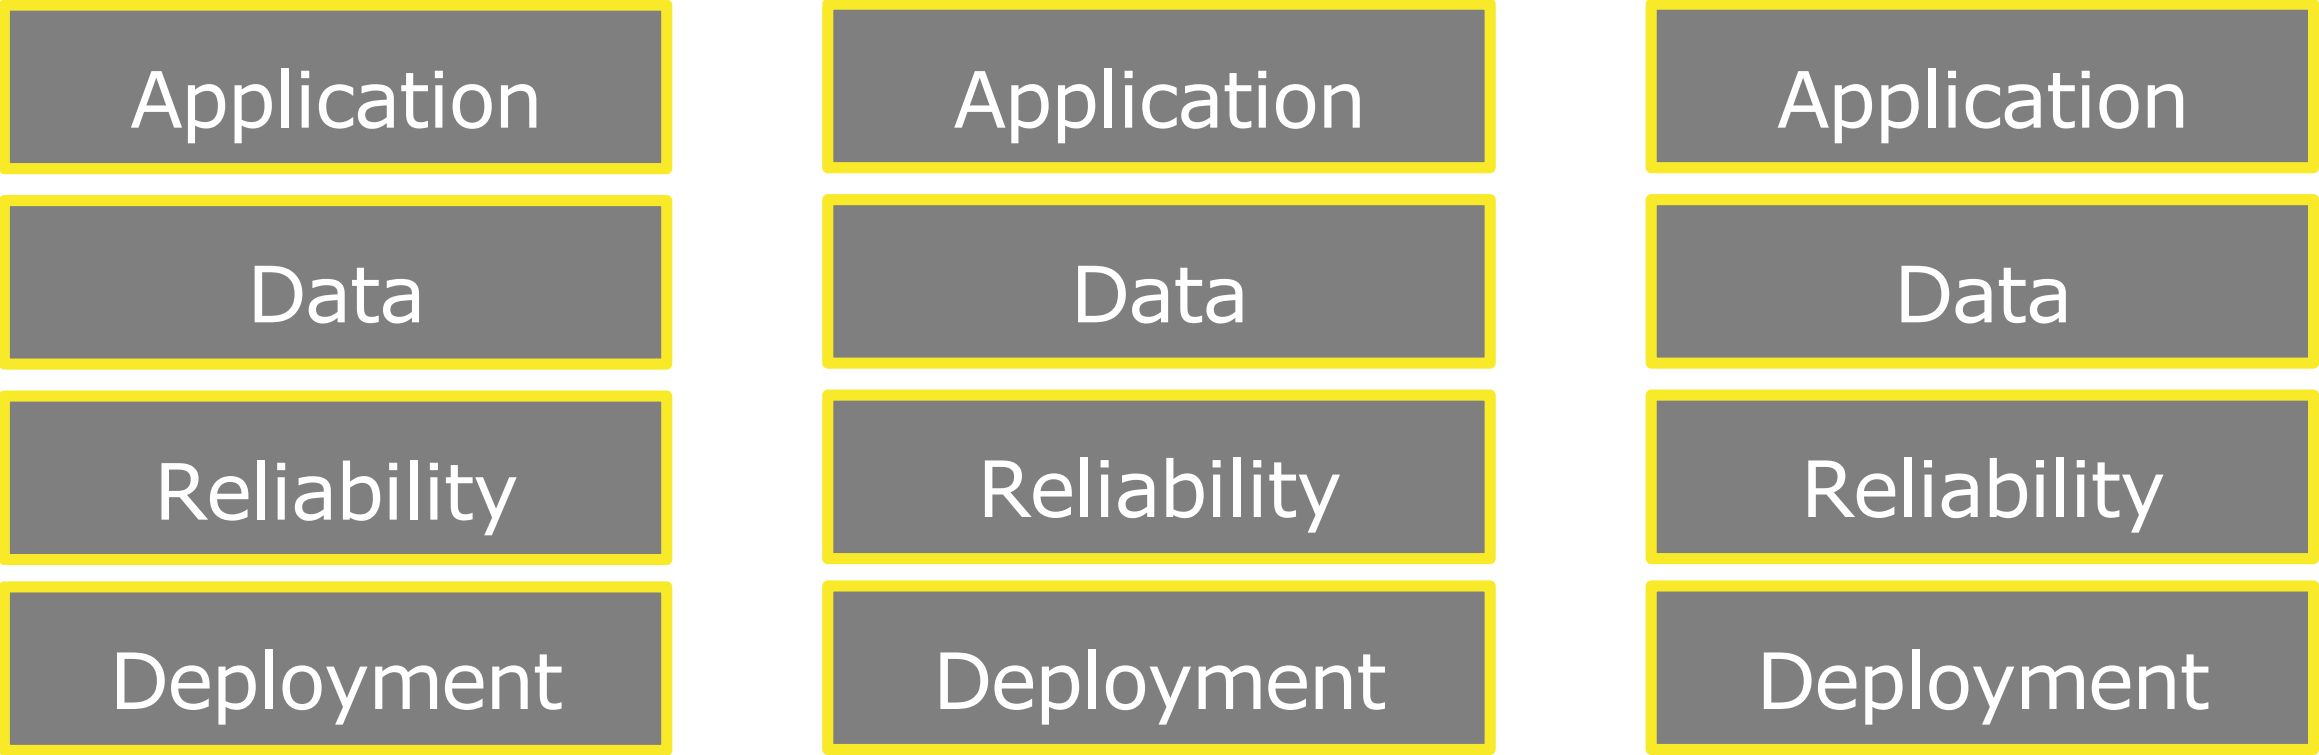 Application
Data
Reliability
Deployment
Application
Data
Reliability
Deployment
Application
Data
Reliability
Deployment